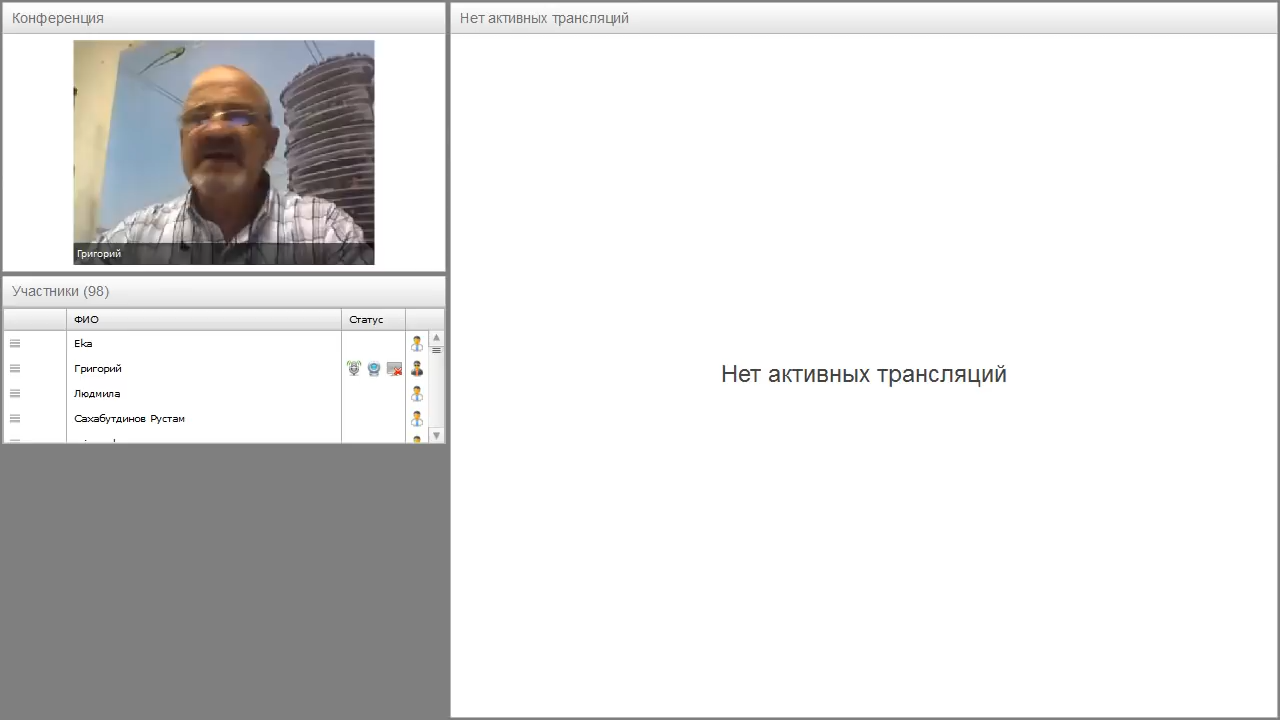 Конференция
Нет активных трансляций
Григорий
Участники (98)
ФИО
Статус
Eka
Григорий
Людмила
Сахабутдинов Рустам
Нет активных трансляций